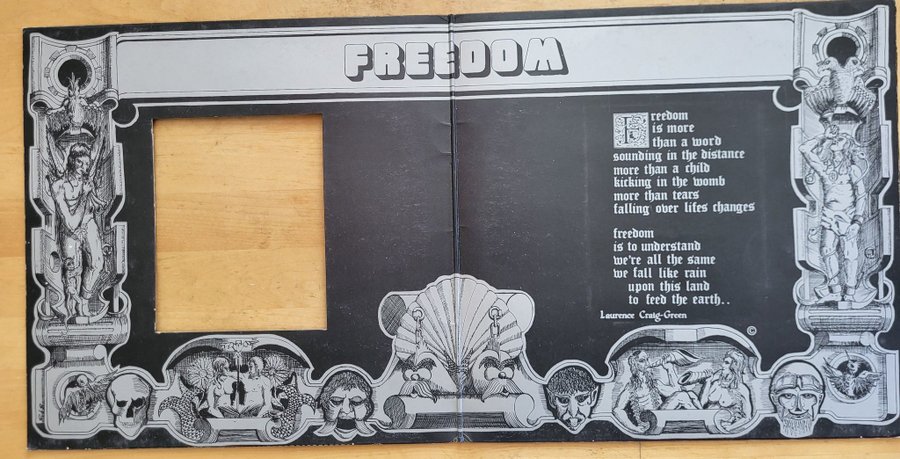 FREEDOM
Freedom
is more
than a word
sounding in the distance
more than a child
kicking in the womb
more than tears
falling over lifes changes
freedom
is to understand
we're all the same
we fall like rain
upon this land
to feed the earth..
Laurence Craig-Green
©